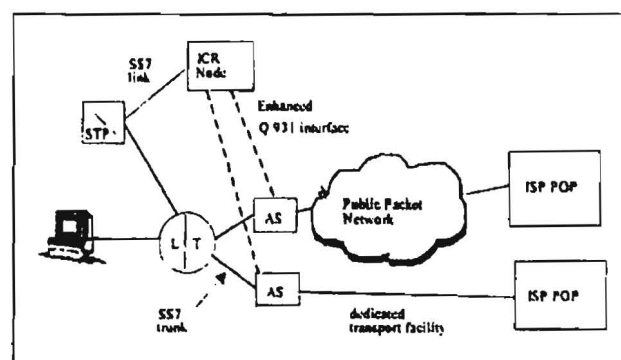 SS7
link
ICR
Node
STP
Enhanced
Q 931 interface
AS
Public Packet
Network
ISP POP
L T
AS
ISP POP
SS7
trunk
dedicated
transport facility